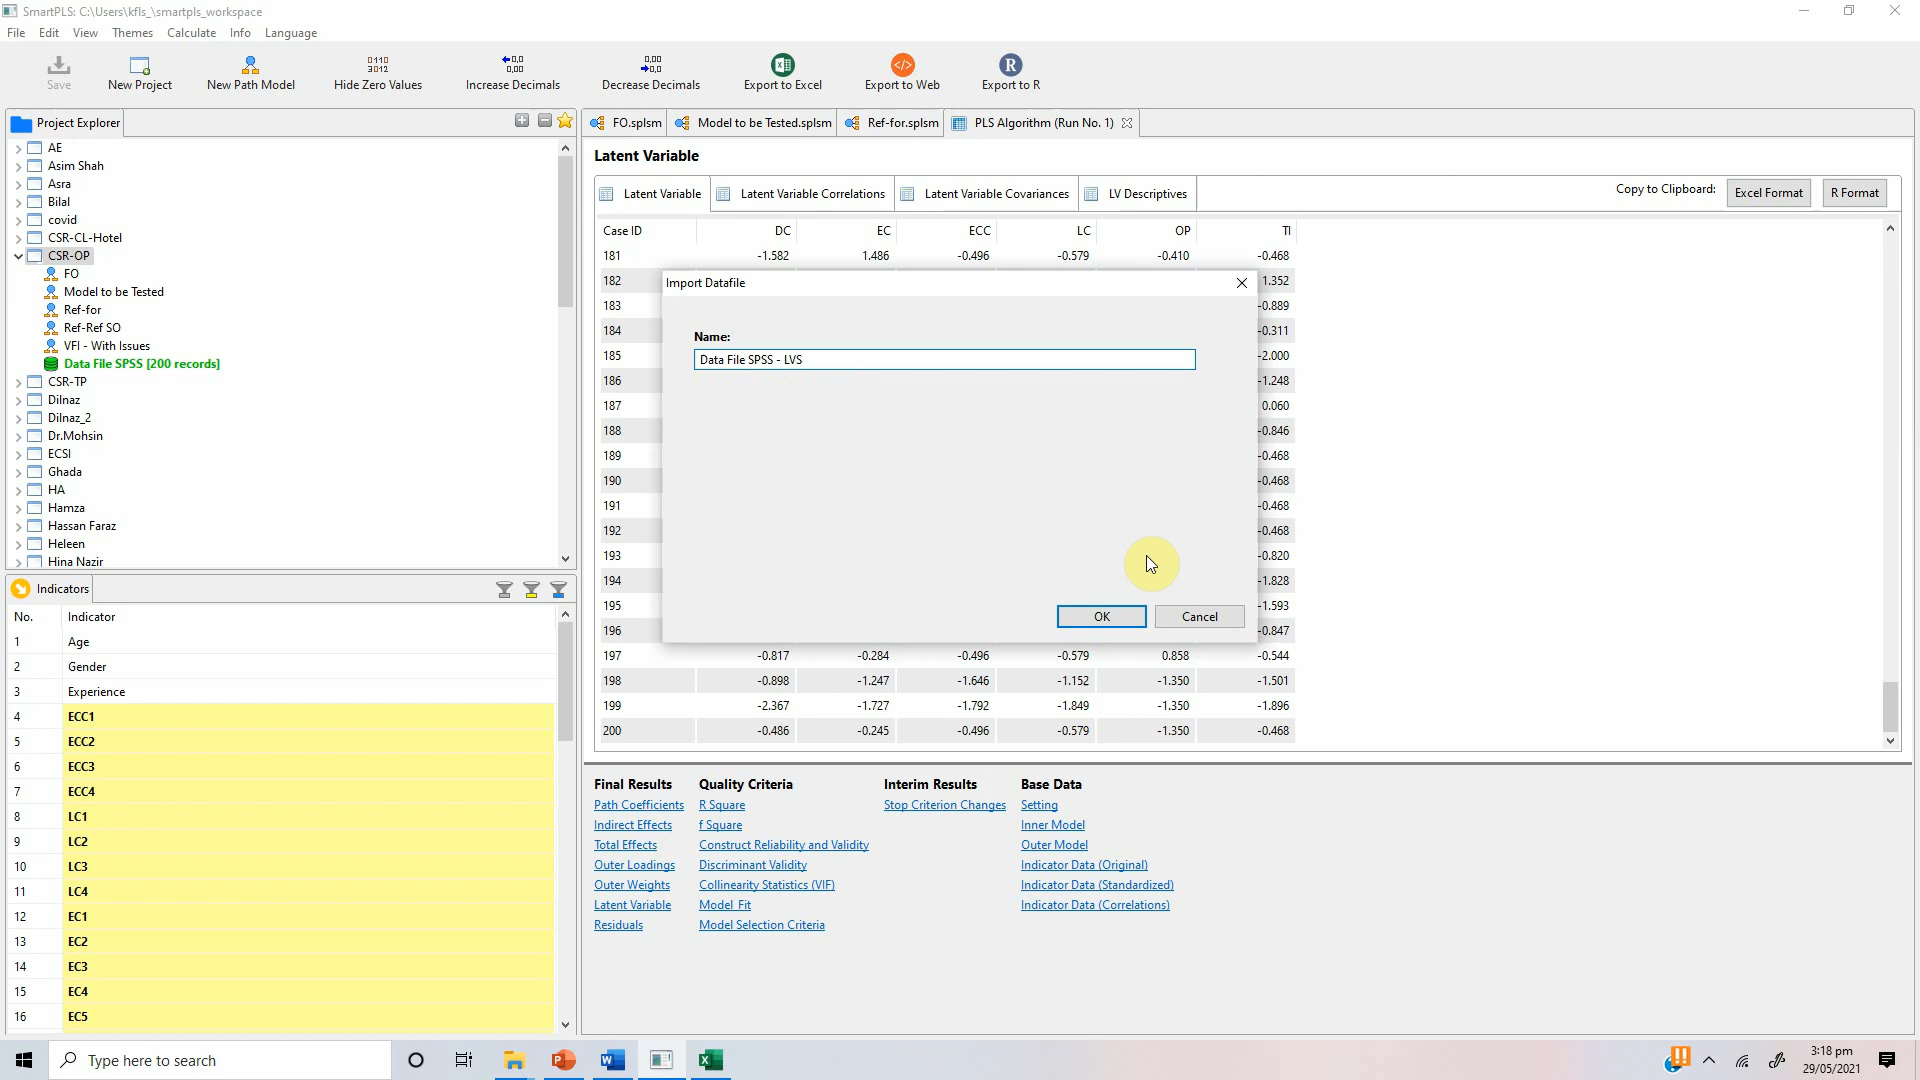 SmartPLS: C:\Users\kfls_\smartpls_workspace
File Edit View Themes Calculate Info Language
Save New Project New Path Model Hide Zero Values Increase Decimals Decrease Decimals Export to Excel Export to Web Export to R
Project Explorer
AE
Asim Shah
Asra
Bilal
covid
CSR-CL-Hotel
CSR-OP
FO
Model to be Tested
Ref-for
Ref-Ref SO
VFI - With Issues
Data File SPSS [200 records]
CSR-TP
Dilnaz
Dilnaz_2
Dr.Mohsin
ECSI
Ghada
HA
Hamza
Hassan Faraz
Heleen
Hina Nazir
Indicators
No. Indicator
1 Age
2 Gender
3 Experience
4 ECC1
5 ECC2
6 ECC3
7 ECC4
8 LC1
9 LC2
10 LC3
11 LC4
12 EC1
13 EC2
14 EC3
15 EC4
16 EC5
FO.splsm Model to be Tested.splsm Ref-for.splsm PLS Algorithm (Run No. 1)
Latent Variable
Latent Variable Latent Variable Correlations Latent Variable Covariances LV Descriptives Copy to Clipboard: Excel Format R Format
Case ID DC EC ECC LC OP TI
181 -1.582 1.486 -0.496 -0.579 -0.410 -0.468
182 1.352
183 -0.889
184 -0.311
185 -2.000
186 -1.248
187 0.060
188 -0.846
189 -0.468
190 -0.468
191 -0.468
192 -0.468
193 -0.820
194 -1.828
195 -1.593
196 -0.847
197 -0.817 -0.284 -0.496 -0.579 0.858 -0.544
198 -0.898 -1.247 -1.646 -1.152 -1.350 -1.501
199 -2.367 -1.727 -1.792 -1.849 -1.350 -1.896
200 -0.486 -0.245 -0.496 -0.579 -1.350 -0.468
Import Datafile
Name:
Data File SPSS - LVS
OK Cancel
Final Results Quality Criteria Interim Results Base Data
Path Coefficients R Square Stop Criterion Changes Setting
Indirect Effects f Square Inner Model
Total Effects Construct Reliability and Validity Outer Model
Outer Loadings Discriminant Validity Indicator Data (Original)
Outer Weights Collinearity Statistics (VIF) Indicator Data (Standardized)
Latent Variable Model_Fit Indicator Data (Correlations)
Residuals Model Selection Criteria
Type here to search
3:18 pm
29/05/2021